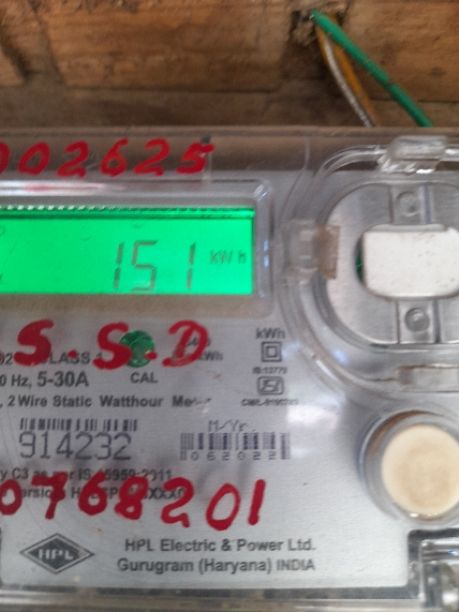 002625
151 kWh
S.S.D
kWh
CLASS
0 Hz, 5-30A
CAL
IS:13779
, 2 Wire Static Watthour
M/Yr.
914232
062022
0768201
HPL
HPL Electric & Power Ltd.
Gurugram (Haryana) INDIA